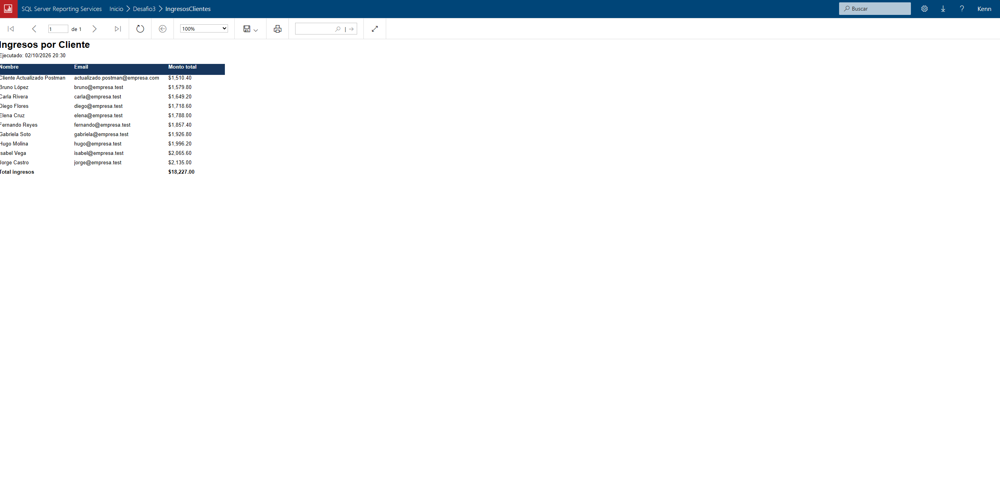 SQL Server Reporting Services Inicio Desafio3 IngresosClientes Buscar ? Kenn
1 de 1 100%
Ingresos por Cliente
Ejecutado: 02/10/2026 20:30
Nombre Email Monto total
Cliente Actualizado Postman actualizado.postman@empresa.com $1,510.40
Bruno López bruno@empresa.test $1,579.80
Carla Rivera carla@empresa.test $1,649.20
Diego Flores diego@empresa.test $1,718.60
Elena Cruz elena@empresa.test $1,788.00
Fernando Reyes fernando@empresa.test $1,857.40
Gabriela Soto gabriela@empresa.test $1,926.80
Hugo Molina hugo@empresa.test $1,996.20
Isabel Vega isabel@empresa.test $2,065.60
Jorge Castro jorge@empresa.test $2,135.00
Total ingresos $18,227.00